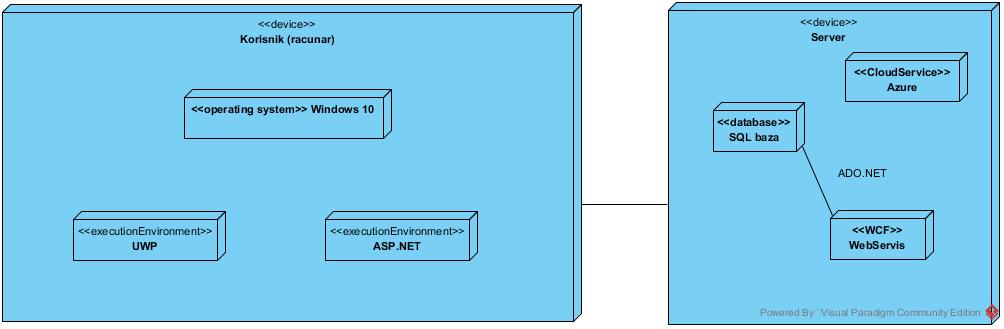 <<device>>
Korisnik (racunar)
<<operating system>> Windows 10
<<executionEnvironment>>
UWP
<<executionEnvironment>>
ASP.NET
<<device>>
Server
<<CloudService>>
Azure
<<database>>
SQL baza
ADO.NET
<<WCF>>
WebServis
Powered By Visual Paradigm Community Edition